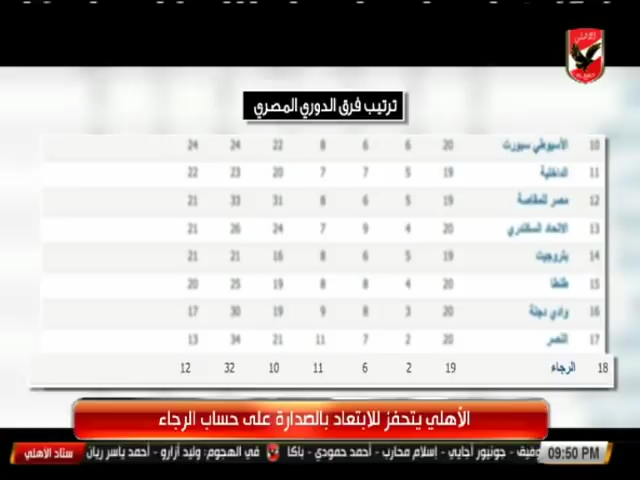 ترتيب فرق الدوري المصري
10 الأسيوطي سبورت 20 6 6 8 22 24 24
11 الداخلية 19 5 7 7 20 23 22
12 مصر للمقاصة 19 5 6 8 31 33 21
13 الاتحاد السكندري 20 4 9 7 24 26 21
14 بتروجيت 19 5 6 8 16 21 21
15 طنطا 20 4 8 8 19 25 20
16 وادي دجلة 20 3 8 9 19 30 17
17 النصر 20 2 7 11 21 34 13
18 الرجاء 19 2 6 11 10 32 12
الأهلي يتحفز للابتعاد بالصدارة على حساب الرجاء
09:50 PM وفيق - جونيور أجايي - إسلام محارب - أحمد حمودي - باكا في الهجوم: وليد أزارو - أحمد ياسر ريان ستاد الأهلي